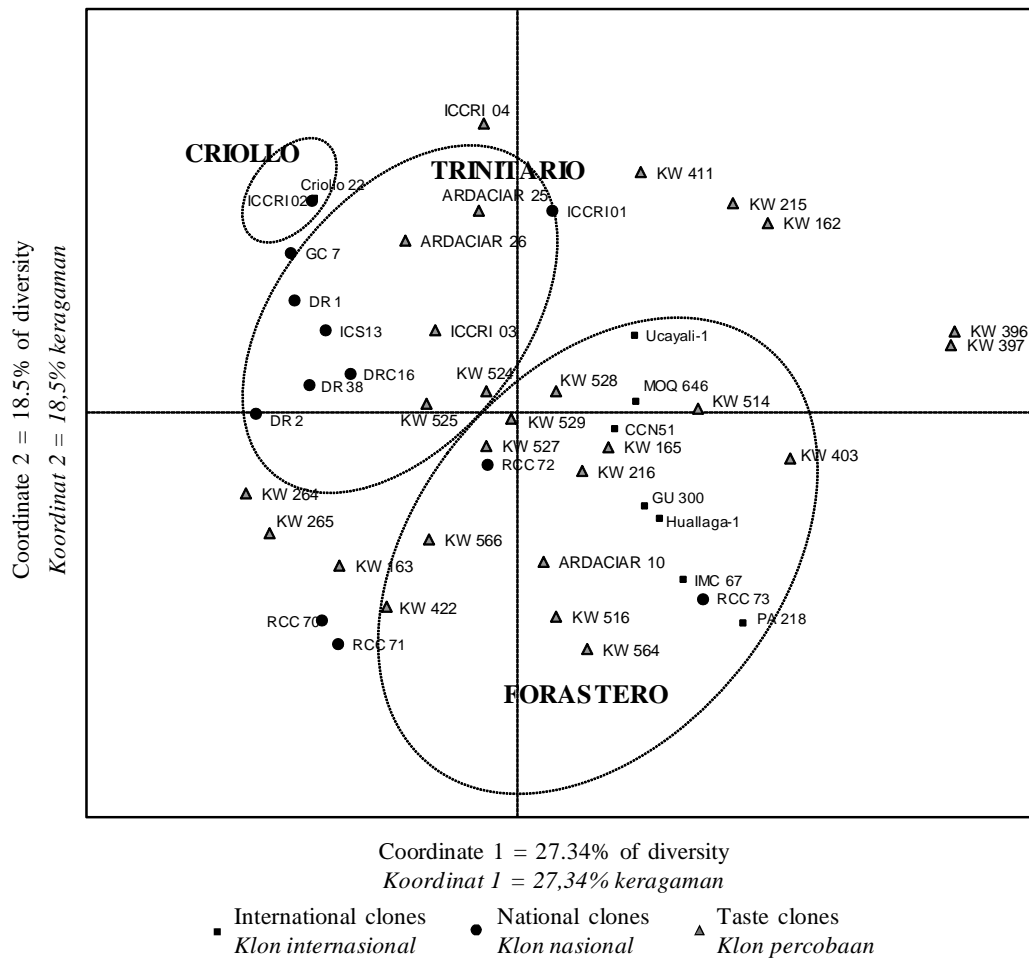 ICCRI 04
CRIOLLO
TRINITARIO
KW 411
Criollo 22
ICCRI 02
ARDACIAR 25
ICCRI 01
KW 215
KW 162
ARDACIAR 26
GC 7
DR 1
ICS13
ICCRI 03
Ucayali-1
KW 396
KW 397
DRC16
DR 38
KW 524
KW 528
MOQ 646
KW 514
DR 2
KW 525
KW 529
CCN51
KW 527
KW 165
KW 403
RCC 72
KW 216
KW 264
GU 300
Huallaga-1
KW 265
KW 566
KW 163
ARDACIAR 10
IMC 67
RCC 73
KW 422
RCC 70
KW 516
PA 218
RCC 71
KW 564
FORASTERO
Coordinate 2 = 18.5% of diversity
Koordinat 2 = 18,5% keragaman
Coordinate 1 = 27.34% of diversity
Koordinat 1 = 27,34% keragaman
International clones
Klon internasional
National clones
Klon nasional
Taste clones
Klon percobaan